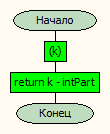 Начало
(k)
return k - intPart
Конец